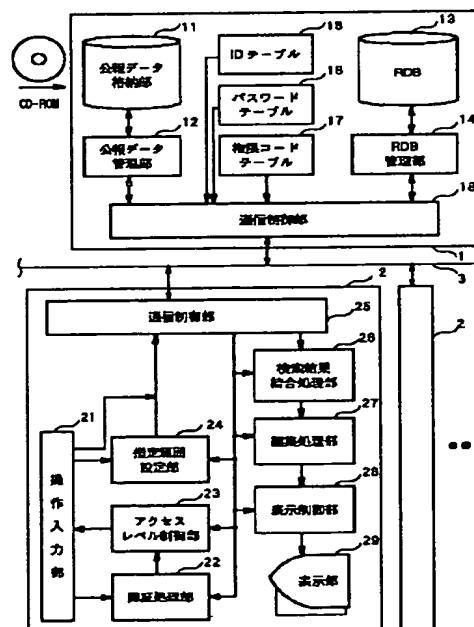 11
公報データ
格納部
CD-ROM
12
公報データ
管理部
15
IDテーブル
16
パスワード
テーブル
17
権限コード
テーブル
13
RDB
14
RDB
管理部
18
通信制御部
1
3
2
25
通信制御部
2
26
検索結果
結合処理部
27
編集処理部
28
表示制御部
29
表示部
21
操作入力部
24
指定範囲
設定部
23
アクセス
レベル制御部
22
認証処理部